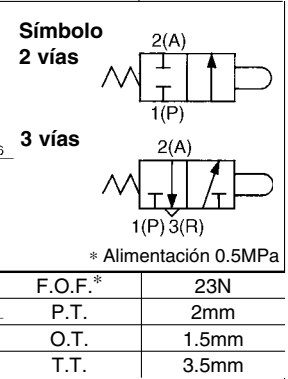 Símbolo
2 vías
2(A)
1(P)
6
3 vías
2(A)
1(P) 3(R)
* Alimentación 0.5MPa
F.O.F.* 23N
P.T. 2mm
O.T. 1.5mm
T.T. 3.5mm